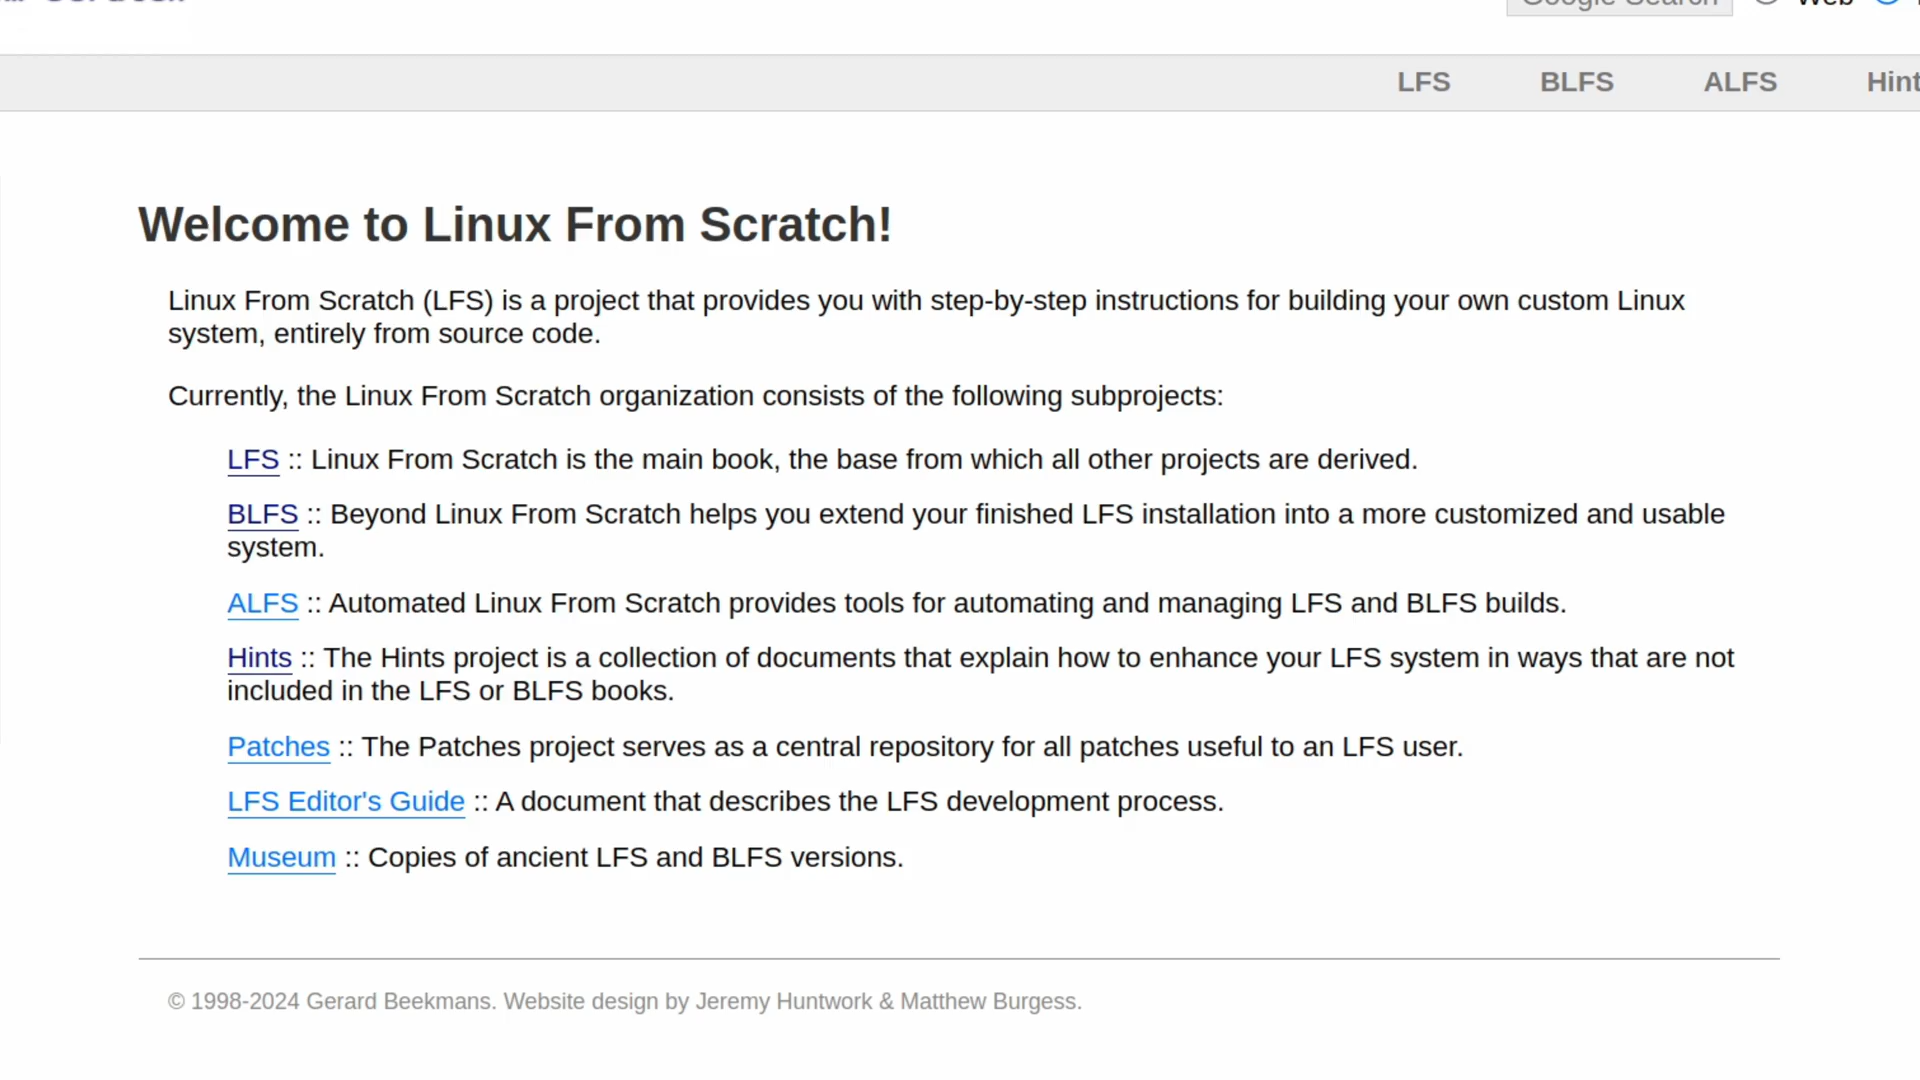 Google Search Web
LFS BLFS ALFS Hint
Welcome to Linux From Scratch!
Linux From Scratch (LFS) is a project that provides you with step-by-step instructions for building your own custom Linux
system, entirely from source code.
Currently, the Linux From Scratch organization consists of the following subprojects:
LFS :: Linux From Scratch is the main book, the base from which all other projects are derived.
BLFS :: Beyond Linux From Scratch helps you extend your finished LFS installation into a more customized and usable
system.
ALFS :: Automated Linux From Scratch provides tools for automating and managing LFS and BLFS builds.
Hints :: The Hints project is a collection of documents that explain how to enhance your LFS system in ways that are not
included in the LFS or BLFS books.
Patches :: The Patches project serves as a central repository for all patches useful to an LFS user.
LFS Editor's Guide :: A document that describes the LFS development process.
Museum :: Copies of ancient LFS and BLFS versions.
© 1998-2024 Gerard Beekmans. Website design by Jeremy Huntwork & Matthew Burgess.